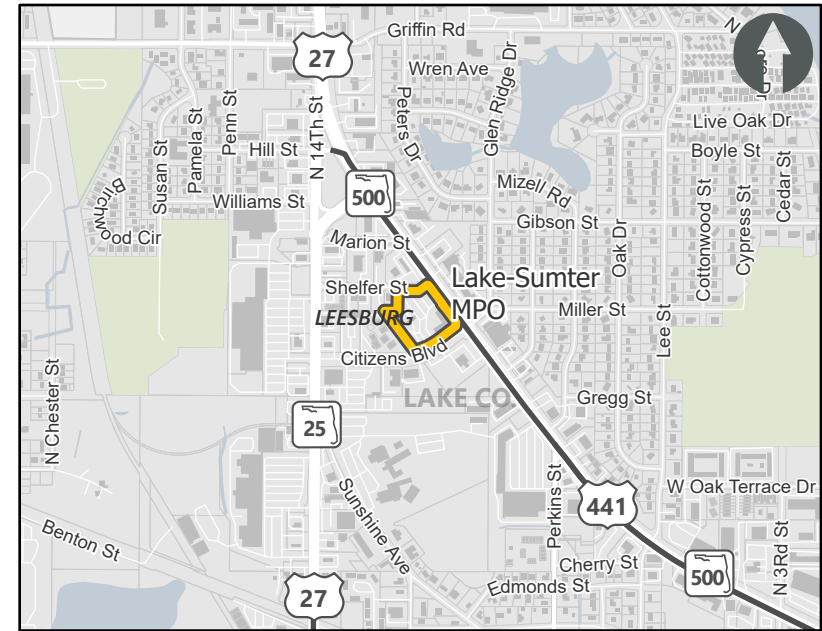 Griffin Rd
N
ore Dr
27
Wren Ave
Glen Ridge Dr
Peters Dr
Live Oak Dr
Boyle St
Susan St
Pamela St
Penn St
Hill St
N 14Th St
Birchwood Cir
Williams St
500
Mizell Rd
Gibson St
Oak Dr
Cottonwood St
Cypress St
Cedar St
Marion St
Shelfer St
Lake-Sumter
MPO
LEESBURG
Miller St
Lee St
Citizens Blvd
LAKE CO
N Chester St
25
Gregg St
Sunshine Ave
Perkins St
441
W Oak Terrace Dr
Benton St
Cherry St
500
N 3Rd St
Edmonds St
27